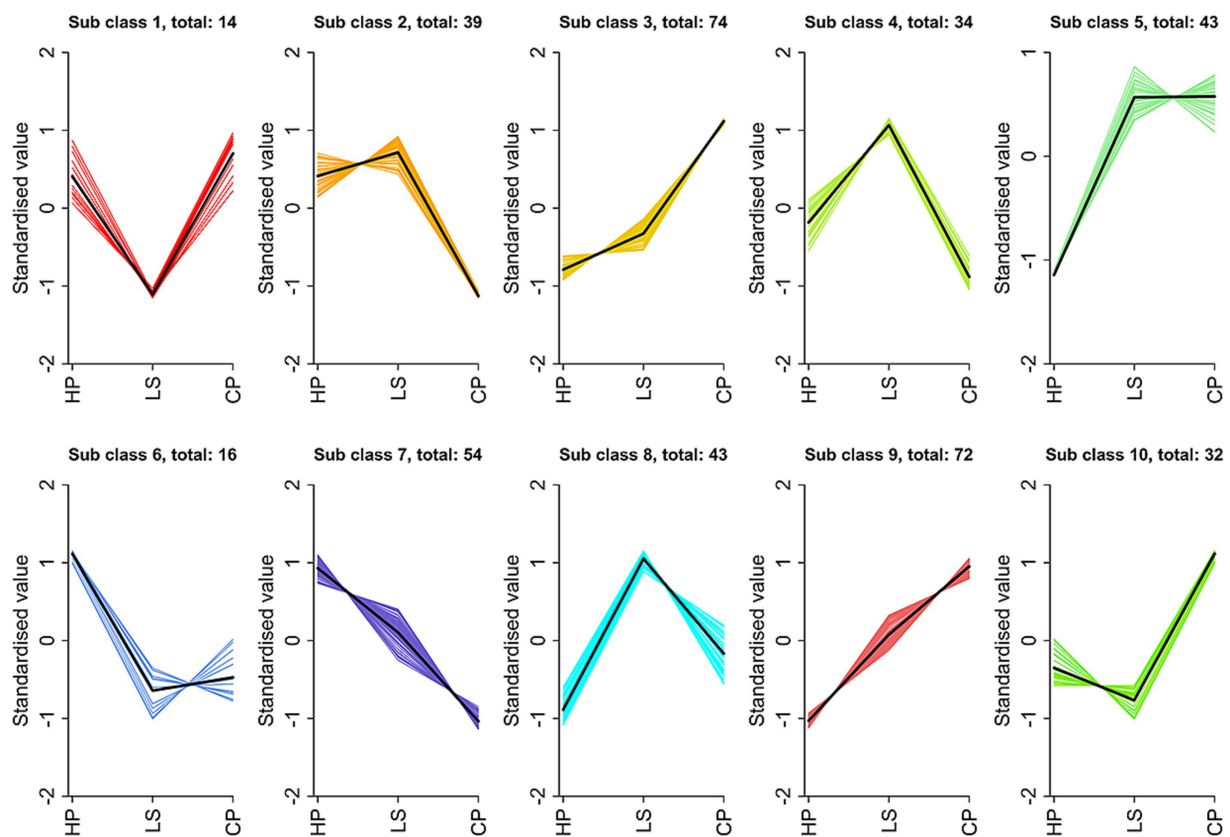 Sub class 1, total: 14
Standardised value
2
1
0
-1
-2
HP
LS
CP
Sub class 2, total: 39
Standardised value
2
1
0
-1
-2
HP
LS
CP
Sub class 3, total: 74
Standardised value
2
1
0
-1
-2
HP
LS
CP
Sub class 4, total: 34
Standardised value
2
1
0
-1
-2
HP
LS
CP
Sub class 5, total: 43
Standardised value
1
0
-1
-2
HP
LS
CP
Sub class 6, total: 16
Standardised value
2
1
0
-1
-2
HP
LS
CP
Sub class 7, total: 54
Standardised value
2
1
0
-1
-2
HP
LS
CP
Sub class 8, total: 43
Standardised value
2
1
0
-1
-2
HP
LS
CP
Sub class 9, total: 72
Standardised value
2
1
0
-1
-2
HP
LS
CP
Sub class 10, total: 32
Standardised value
2
1
0
-1
-2
HP
LS
CP